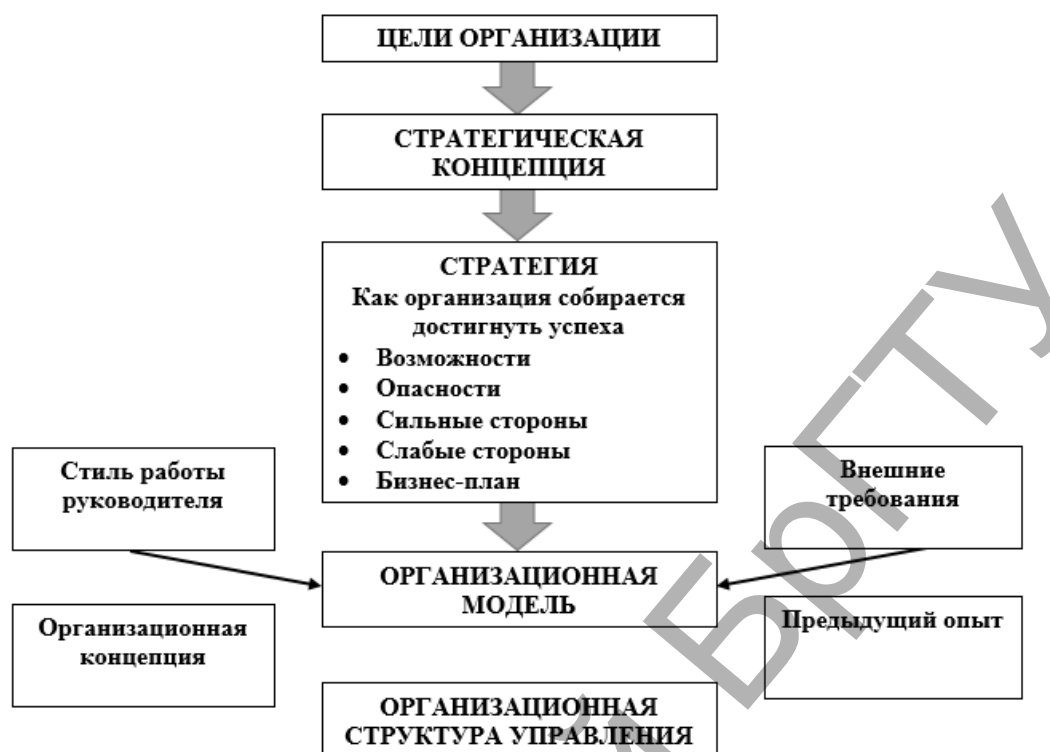 ЦЕЛИ ОРГАНИЗАЦИИ
СТРАТЕГИЧЕСКАЯ
КОНЦЕПЦИЯ
СТРАТЕГИЯ
Как организация собирается
достигнуть успеха
• Возможности
• Опасности
• Сильные стороны
• Слабые стороны
• Бизнес-план
Стиль работы
руководителя
Внешние
требования
ОРГАНИЗАЦИОННАЯ
МОДЕЛЬ
Организационная
концепция
Предыдущий опыт
ОРГАНИЗАЦИОННАЯ
СТРУКТУРА УПРАВЛЕНИЯ
й БрГТУ